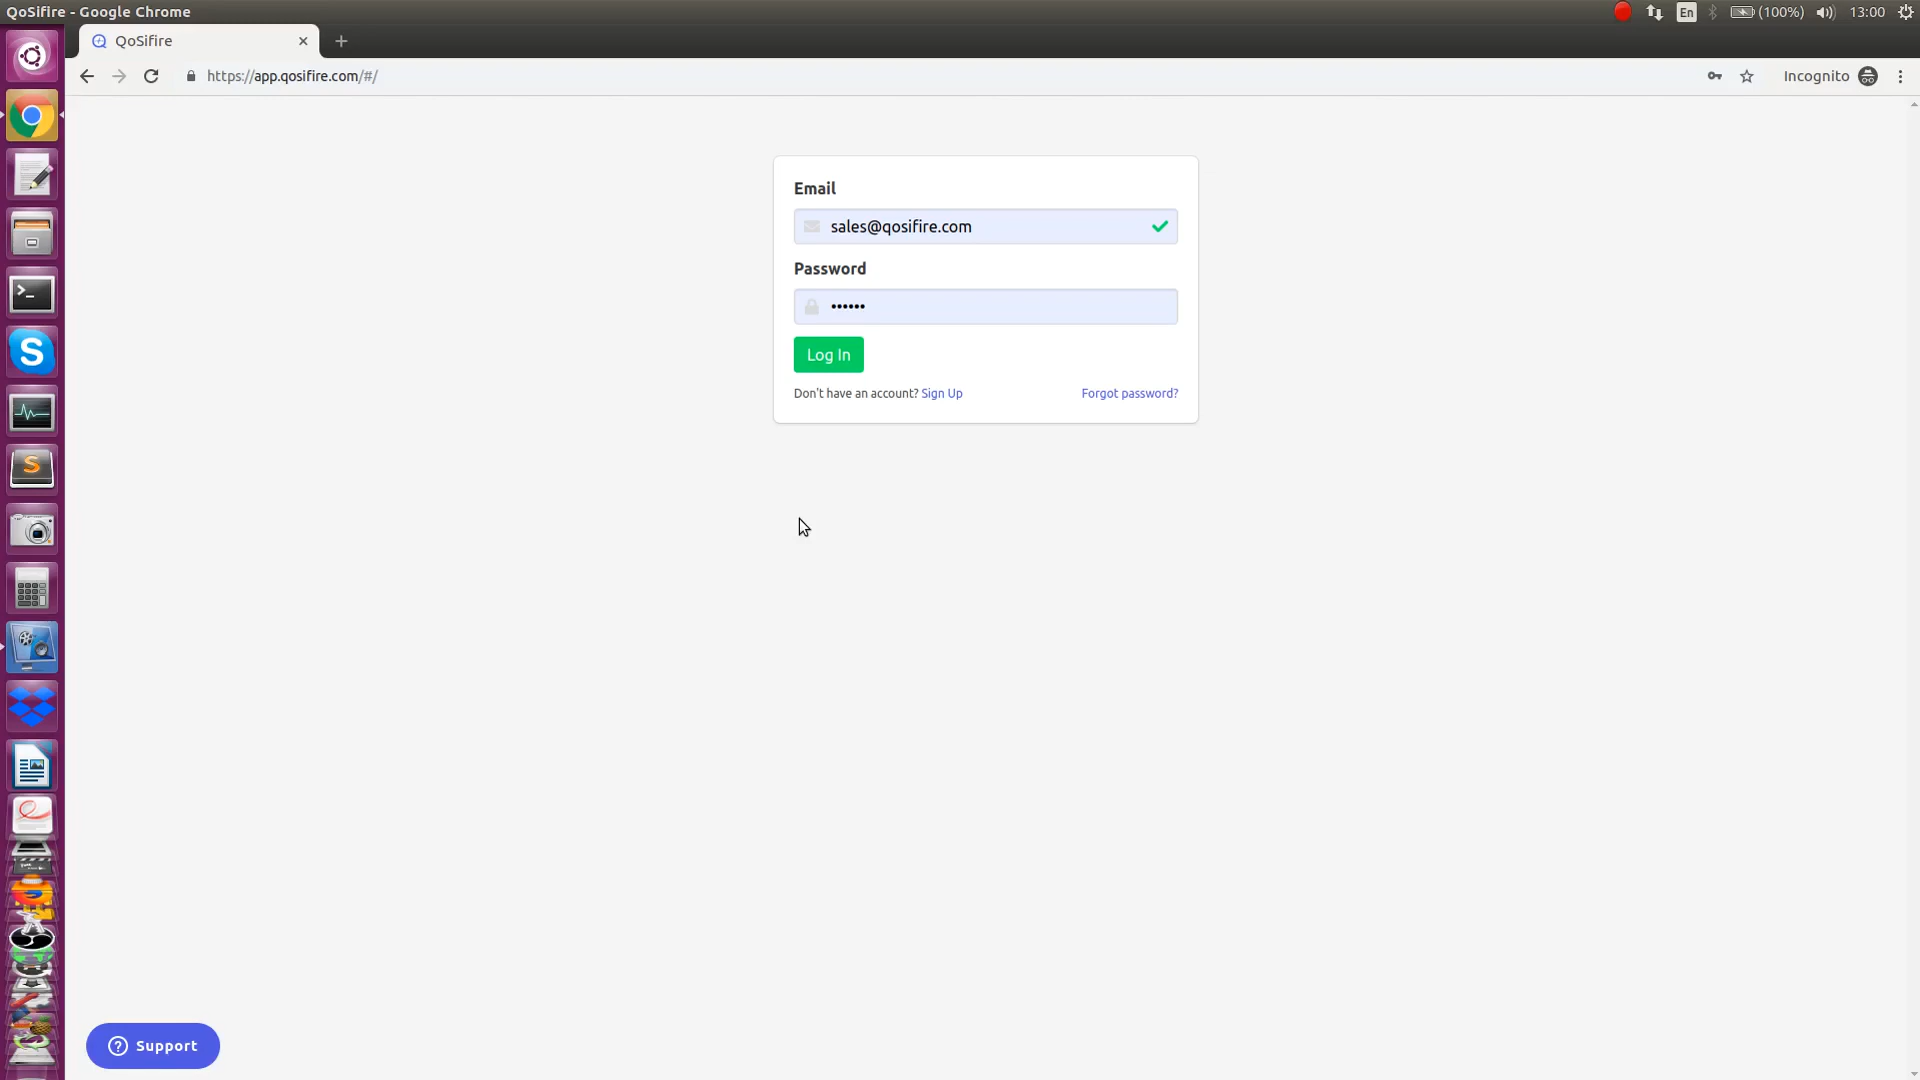 QoSifire - Google Chrome
En
(100%)
13:00
QoSifire
https://app.qosifire.com/#/
Incognito
Email
sales@qosifire.com
Password
••••••
Log In
Don't have an account? Sign Up
Forgot password?
Support